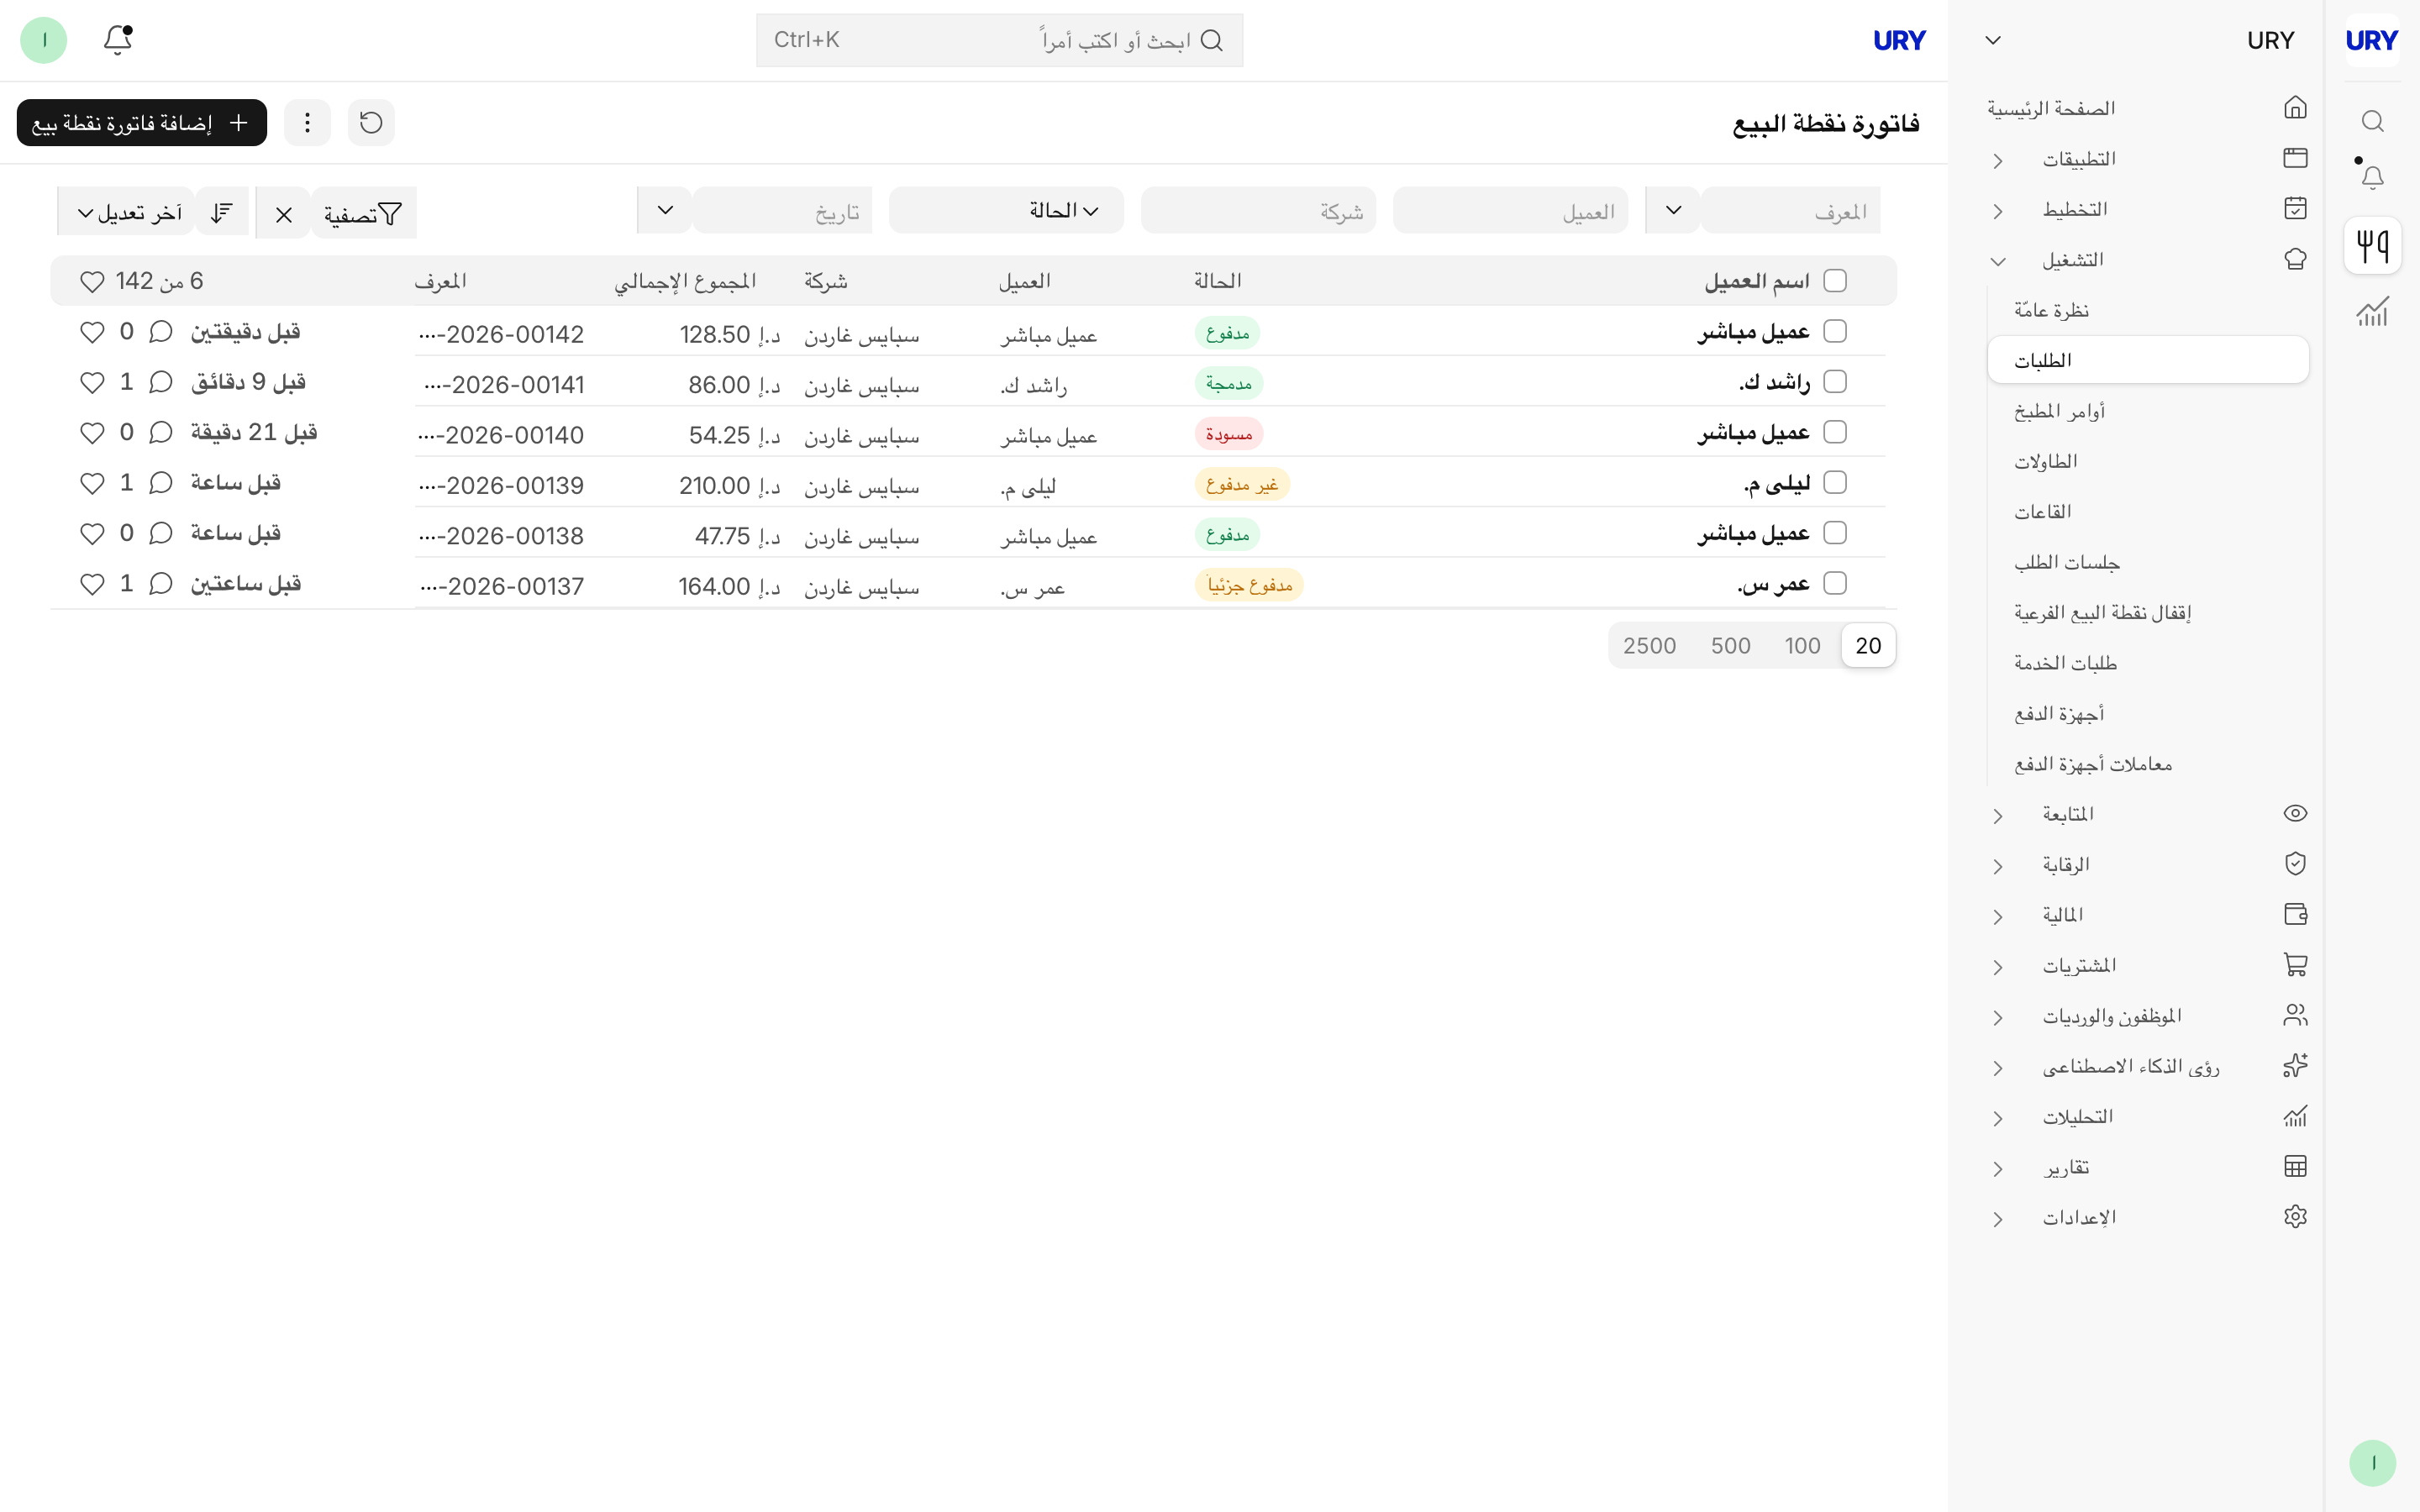 URY
URY
الصفحة الرئيسية
التطبيقات
التخطيط
التشغيل
نظرة عامّة
الطلبات
أوامر المطبخ
الطاولات
القاعات
جلسات الطلب
إقفال نقطة البيع الفرعية
طلبات الخدمة
أجهزة الدفع
معاملات أجهزة الدفع
المتابعة
الرقابة
المالية
المشتريات
الموظفون والورديات
رؤى الذكاء الاصطناعي
التحليلات
تقارير
الإعدادات
ا
URY
ابحث أو اكتب أمراً Ctrl+K
ا
فاتورة نقطة البيع
إضافة فاتورة نقطة بيع
المعرف العميل شركة الحالة تاريخ تصفية آخر تعديل
اسم العميل الحالة العميل شركة المجموع الإجمالي المعرف 6 من 142
عميل مباشر مدفوع عميل مباشر سبايس غاردن د.إ 128.50 ...-2026-00142 قبل دقيقتين 0
راشد ك. مدمجة راشد ك. سبايس غاردن د.إ 86.00 ...-2026-00141 قبل 9 دقائق 1
عميل مباشر مسودة عميل مباشر سبايس غاردن د.إ 54.25 ...-2026-00140 قبل 21 دقيقة 0
ليلى م. غير مدفوع ليلى م. سبايس غاردن د.إ 210.00 ...-2026-00139 قبل ساعة 1
عميل مباشر مدفوع عميل مباشر سبايس غاردن د.إ 47.75 ...-2026-00138 قبل ساعة 0
عمر س. مدفوع جزئياً عمر س. سبايس غاردن د.إ 164.00 ...-2026-00137 قبل ساعتين 1
20 100 500 2500